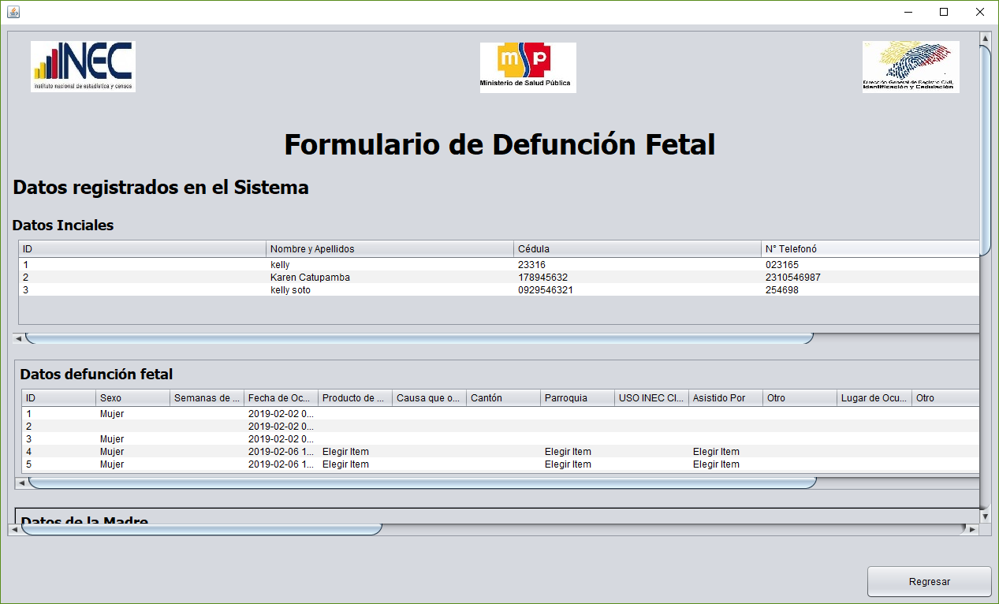 INEC
instituto nacional de estadística y censos
msp
Ministerio de Salud Pública
Dirección General de Registro Civil,
Identificación y Cedulación
Formulario de Defunción Fetal
Datos registrados en el Sistema
Datos Inciales
ID Nombre y Apellidos Cédula N° Telefonó
1 kelly 23316 023165
2 Karen Catupamba 178945632 2310546987
3 kelly soto 0929546321 254698
Datos defunción fetal
ID Sexo Semanas de ... Fecha de Oc... Producto de ... Causa que o... Cantón Parroquia USO INEC CI... Asistido Por Otro Lugar de Ocu... Otro
1 Mujer 2019-02-02 0...
2 2019-02-02 0...
3 Mujer 2019-02-02 0...
4 Mujer 2019-02-06 1... Elegir Item Elegir Item Elegir Item
5 Mujer 2019-02-06 1... Elegir Item Elegir Item Elegir Item
Datos de la Madre
Regresar